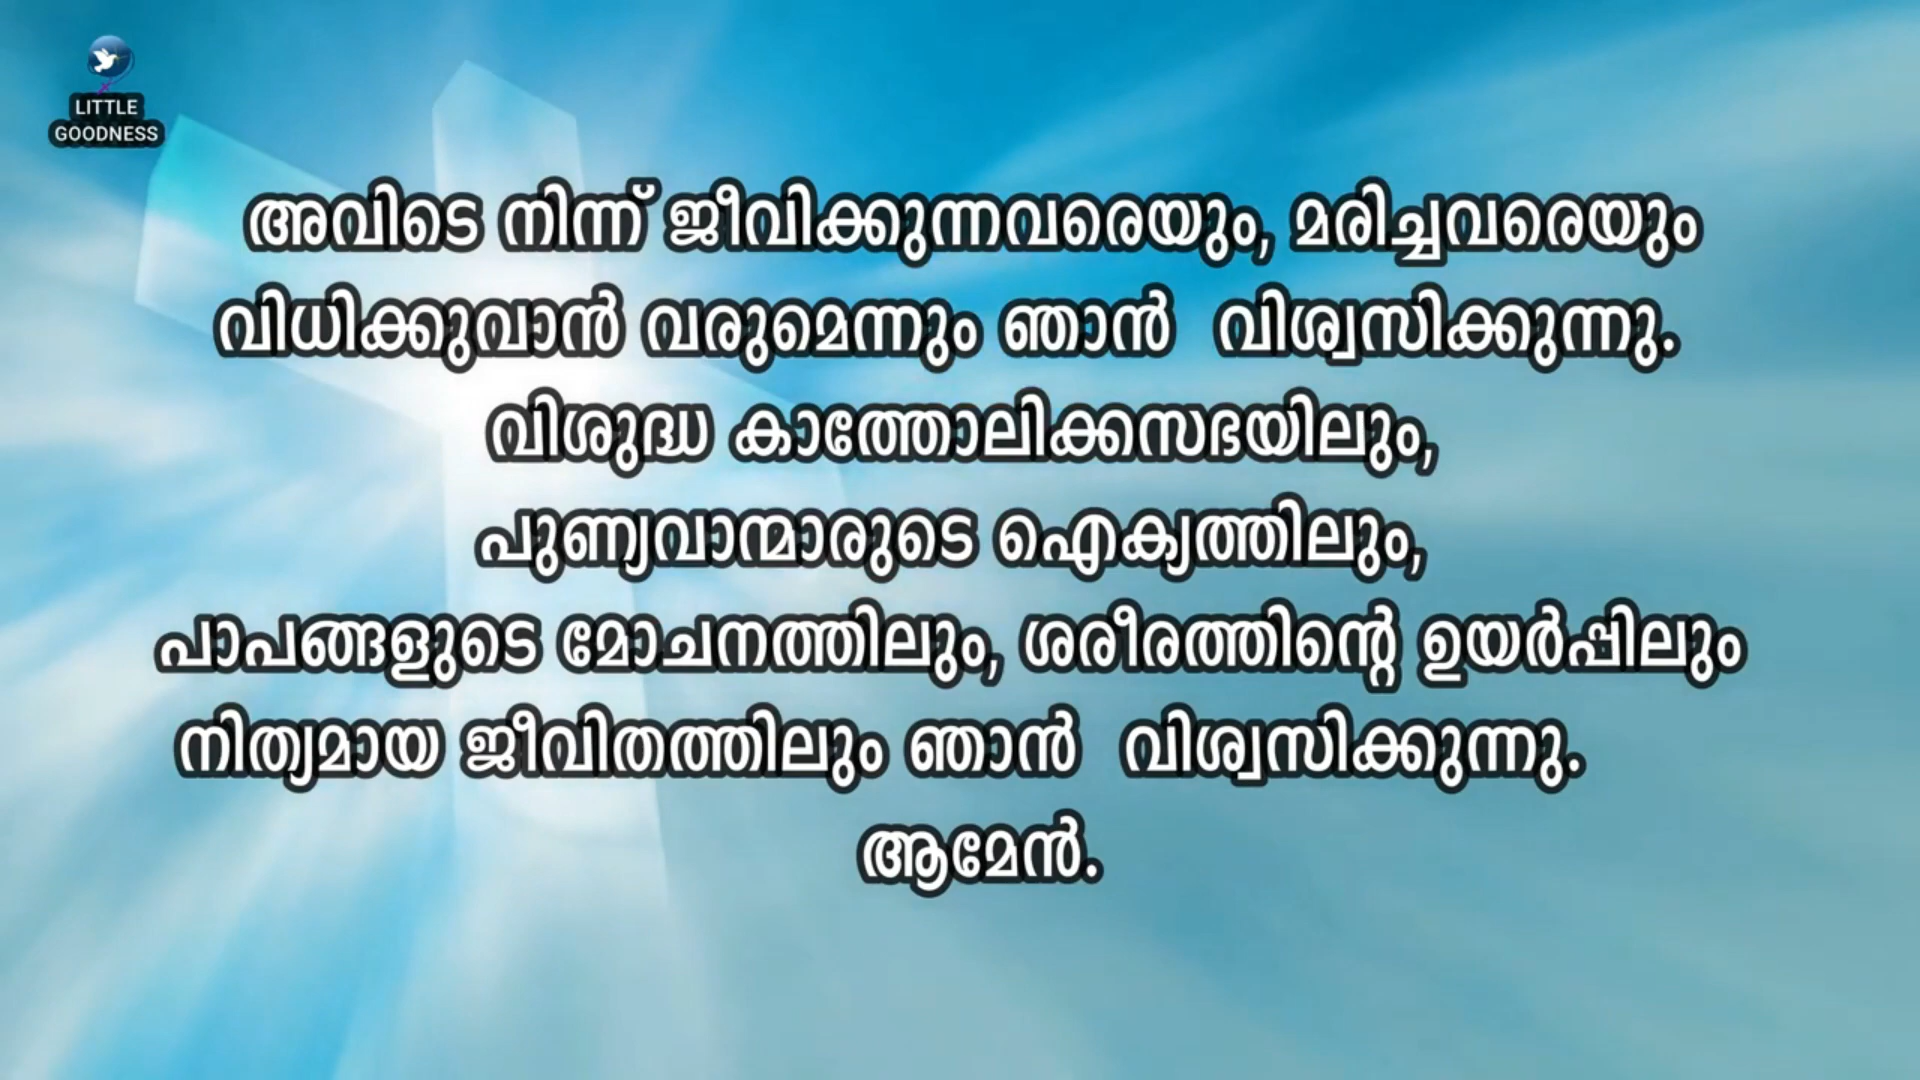 LITTLE
GOODNESS
അവിടെ നിന്ന് ജീവിക്കുന്നവരെയും, മരിച്ചവരെയും
വിധിക്കുവാൻ വരുമെന്നും ഞാൻ വിശ്വസിക്കുന്നു.
വിശുദ്ധ കാത്തോലിക്കസഭയിലും,
പുണ്യവാന്മാരുടെ ഐക്യത്തിലും,
പാപങ്ങളുടെ മോചനത്തിലും, ശരീരത്തിന്റെ ഉയർപ്പിലും
നിത്യമായ ജീവിതത്തിലും ഞാൻ വിശ്വസിക്കുന്നു.
ആമേൻ.